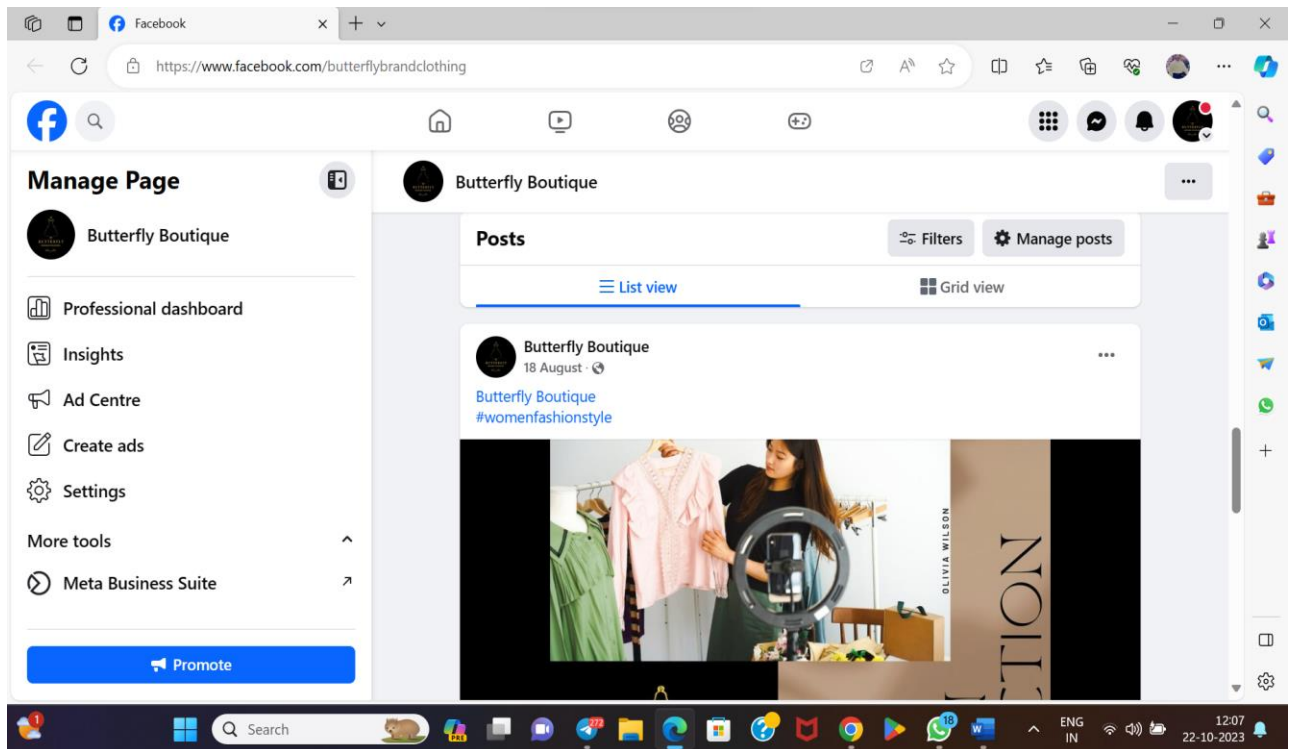 Facebook
https://www.facebook.com/butterflybrandclothing
Manage Page
Butterfly Boutique
Professional dashboard
Insights
Ad Centre
Create ads
Settings
More tools
Meta Business Suite
Promote
Butterfly Boutique
Posts
Filters
Manage posts
List view
Grid view
Butterfly Boutique
18 August
Butterfly Boutique
#womenfashionstyle
OLIVIA WILSON
CTION
1
Search
PRE
272
18
ENG
IN
12:07
22-10-2023